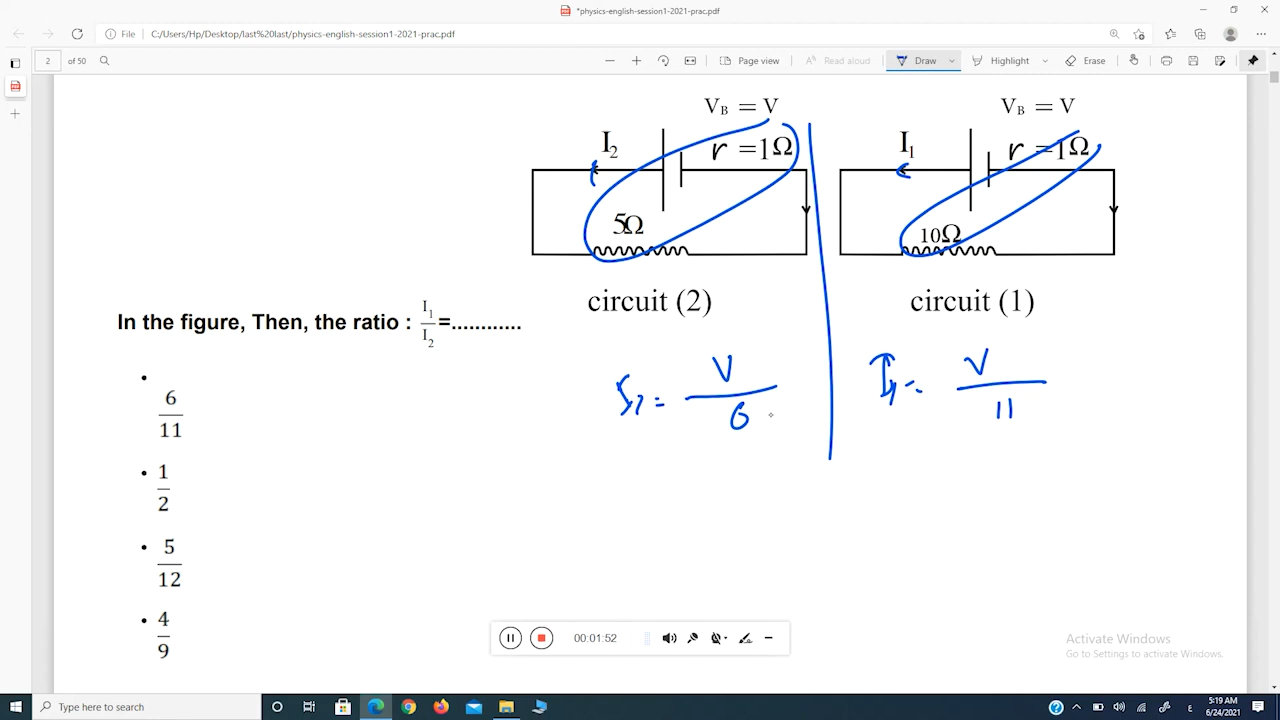 *physics-english-session1-2021-prac.pdf
File
C:/Users/Hp/Desktop/last%20last/physics-english-session1-2021-prac.pdf
2
of 50
Page view
Read aloud
Draw
Highlight
Erase
V_B = V
I₂
r = 1Ω
5Ω
circuit (2)
V_B = V
I₁
r = 1Ω
10Ω
circuit (1)
In the figure, Then, the ratio : I₁/I₂ =............
• 6/11
• 1/2
• 5/12
• 4/9
I₂ = V/6
I₁ = V/11
00:01:52
Activate Windows
Go to Settings to activate Windows.
Type here to search
5:19 AM
6/24/2021